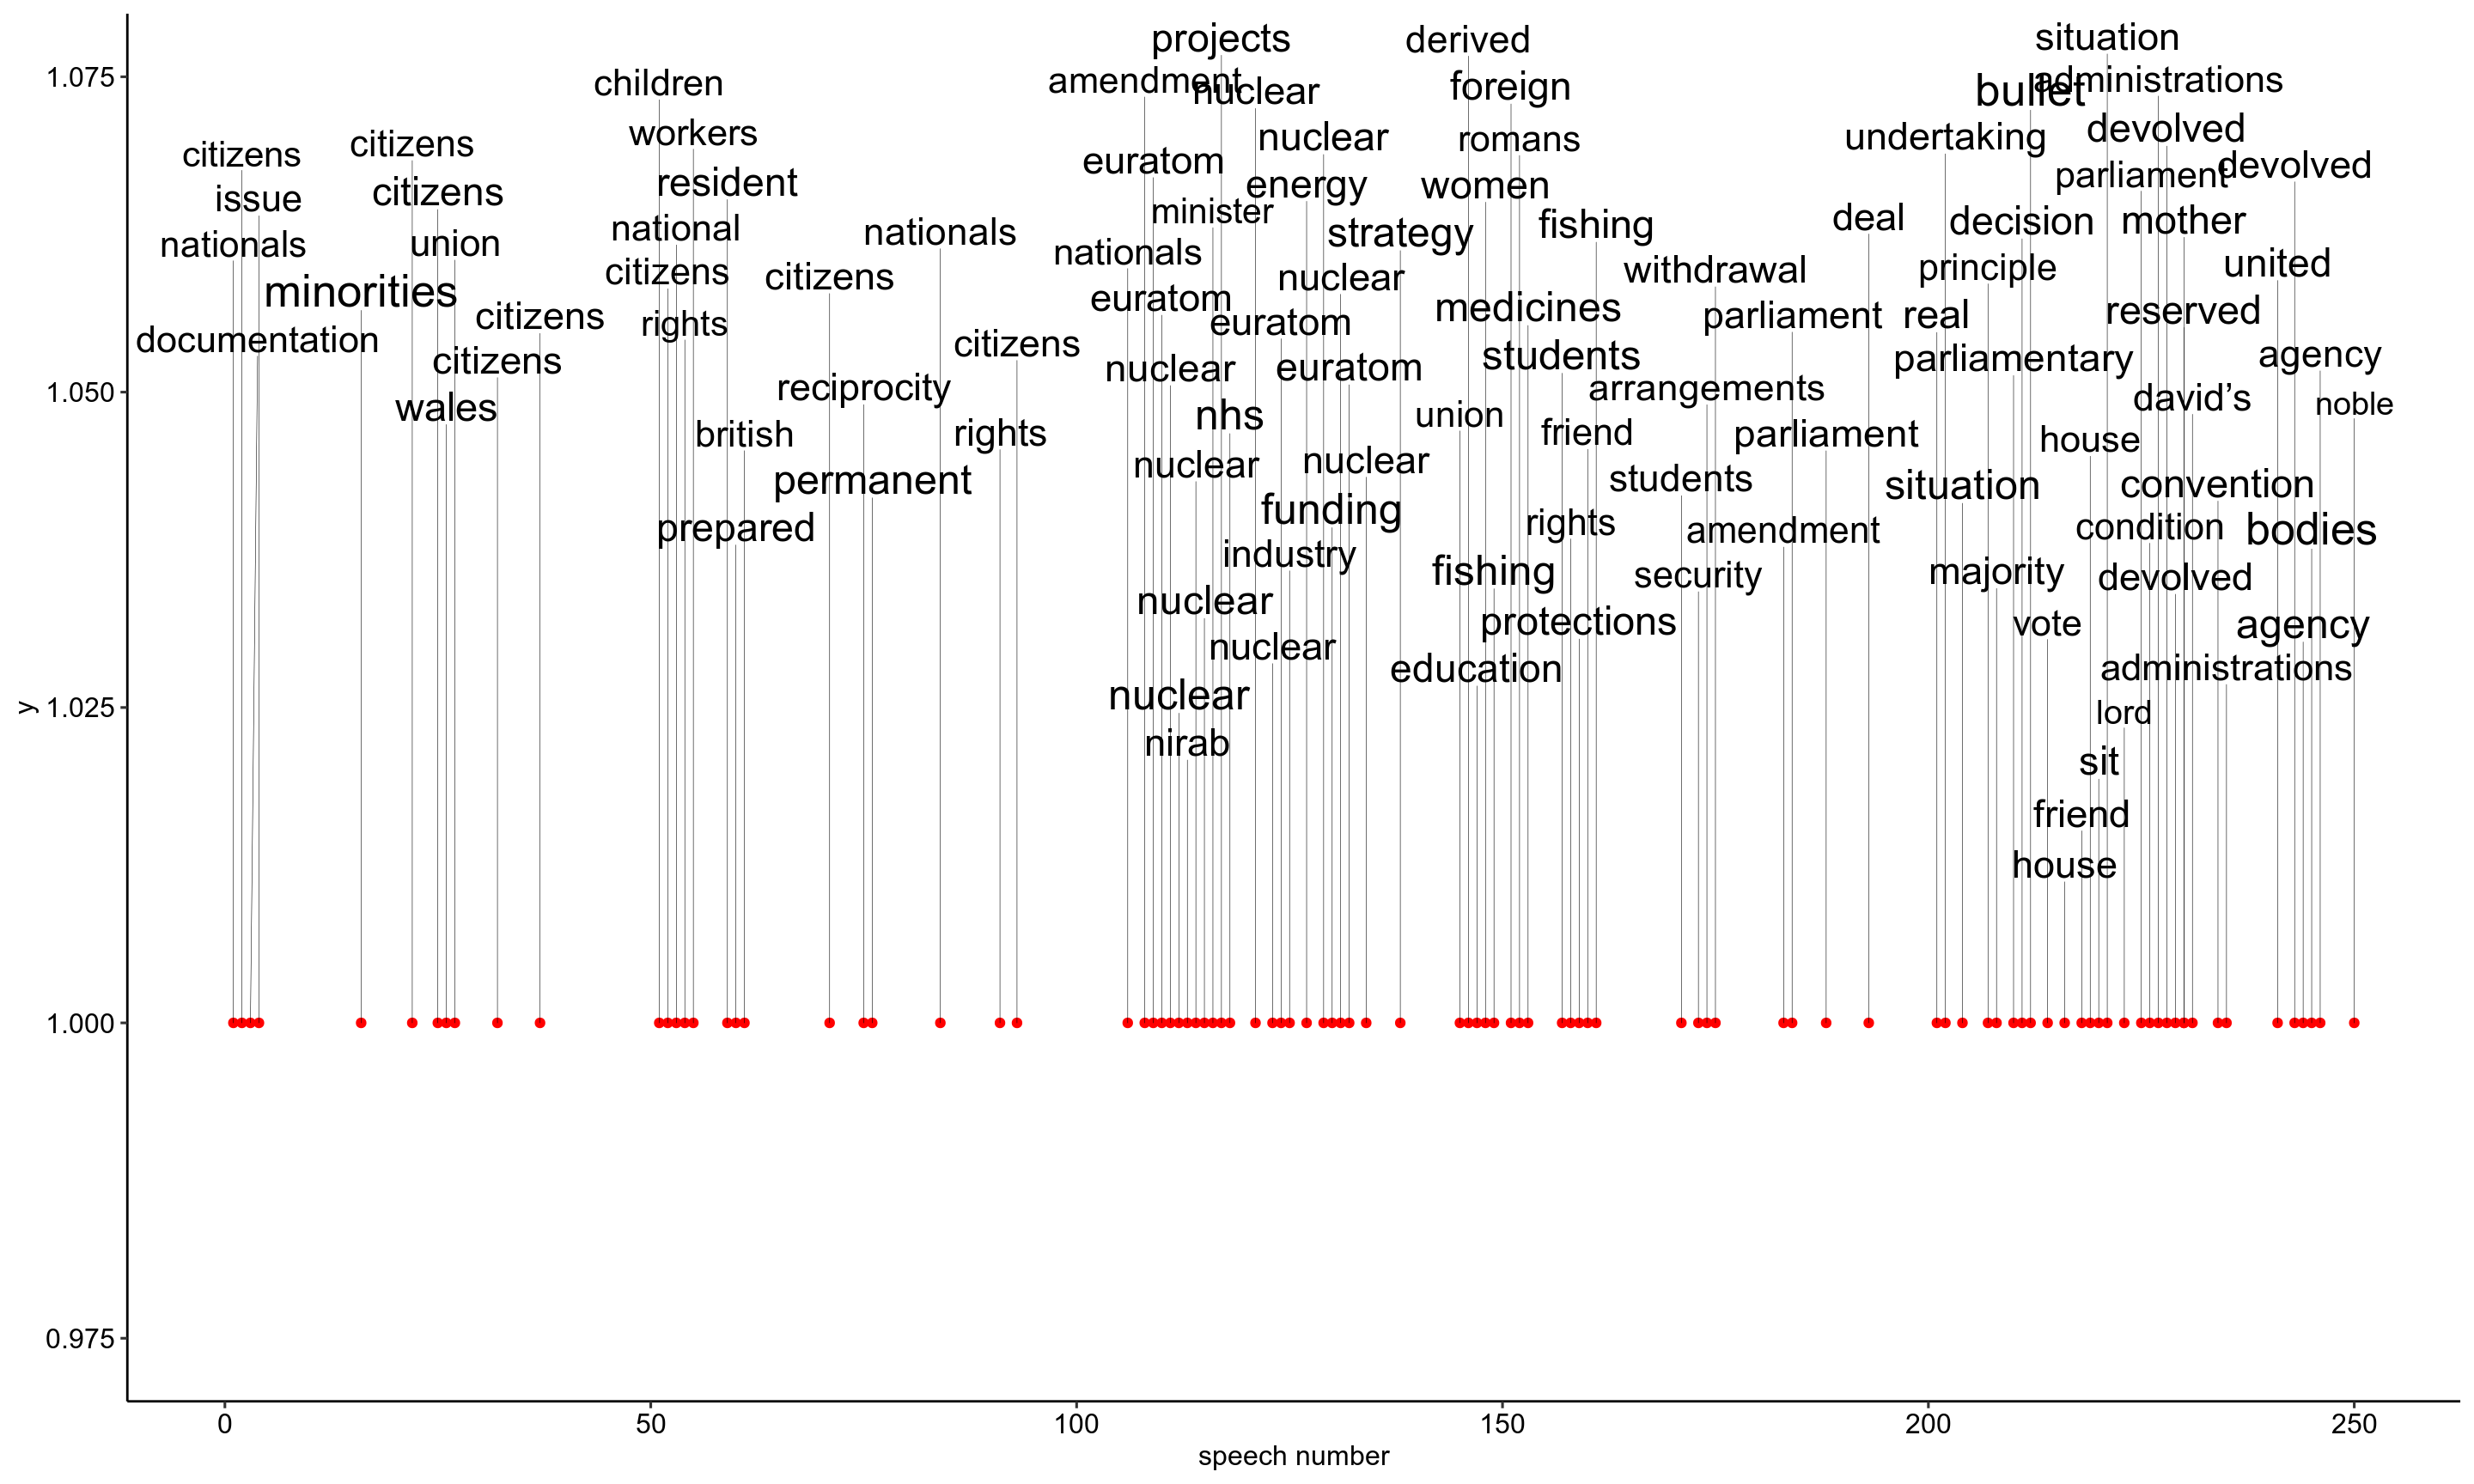 projects
derived
situation
children
amendment
nuclear
foreign
bullet
administrations
1.075
citizens
citizens
workers
euratom
nuclear
romans
undertaking
devolved
issue
citizens
resident
minister
energy
women
parliament
devolved
nationals
union
national
nationals
nationals
strategy
fishing
deal
decision
mother
minorities
citizens
citizens
euratom
nuclear
withdrawal
principle
united
documentation
citizens
rights
citizens
euratom
medicines
parliament
real
reserved
citizens
reciprocity
nuclear
euratom
students
arrangements
parliamentary
agency
1.050
wales
british
rights
nhs
union
friend
parliament
house
david’s
noble
permanent
nuclear
nuclear
students
situation
convention
prepared
funding
rights
amendment
condition
bodies
industry
fishing
security
majority
devolved
nuclear
nuclear
protections
vote
agency
education
administrations
nuclear
lord
1.025
y
nirab
sit
friend
house
1.000
0.975
0
50
100
150
200
250
speech number